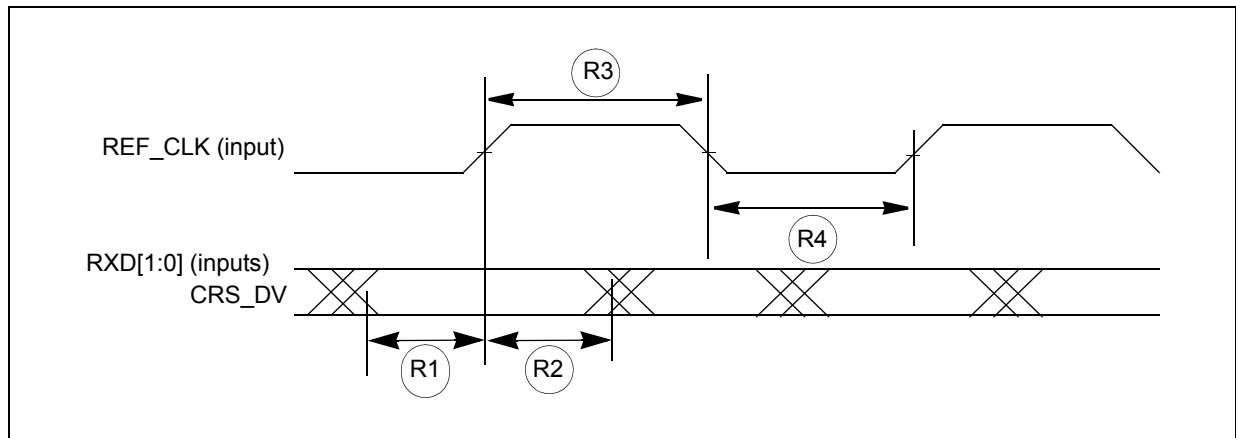 R3
REF_CLK (input)
R4
RXD[1:0] (inputs)
CRS_DV
R1
R2